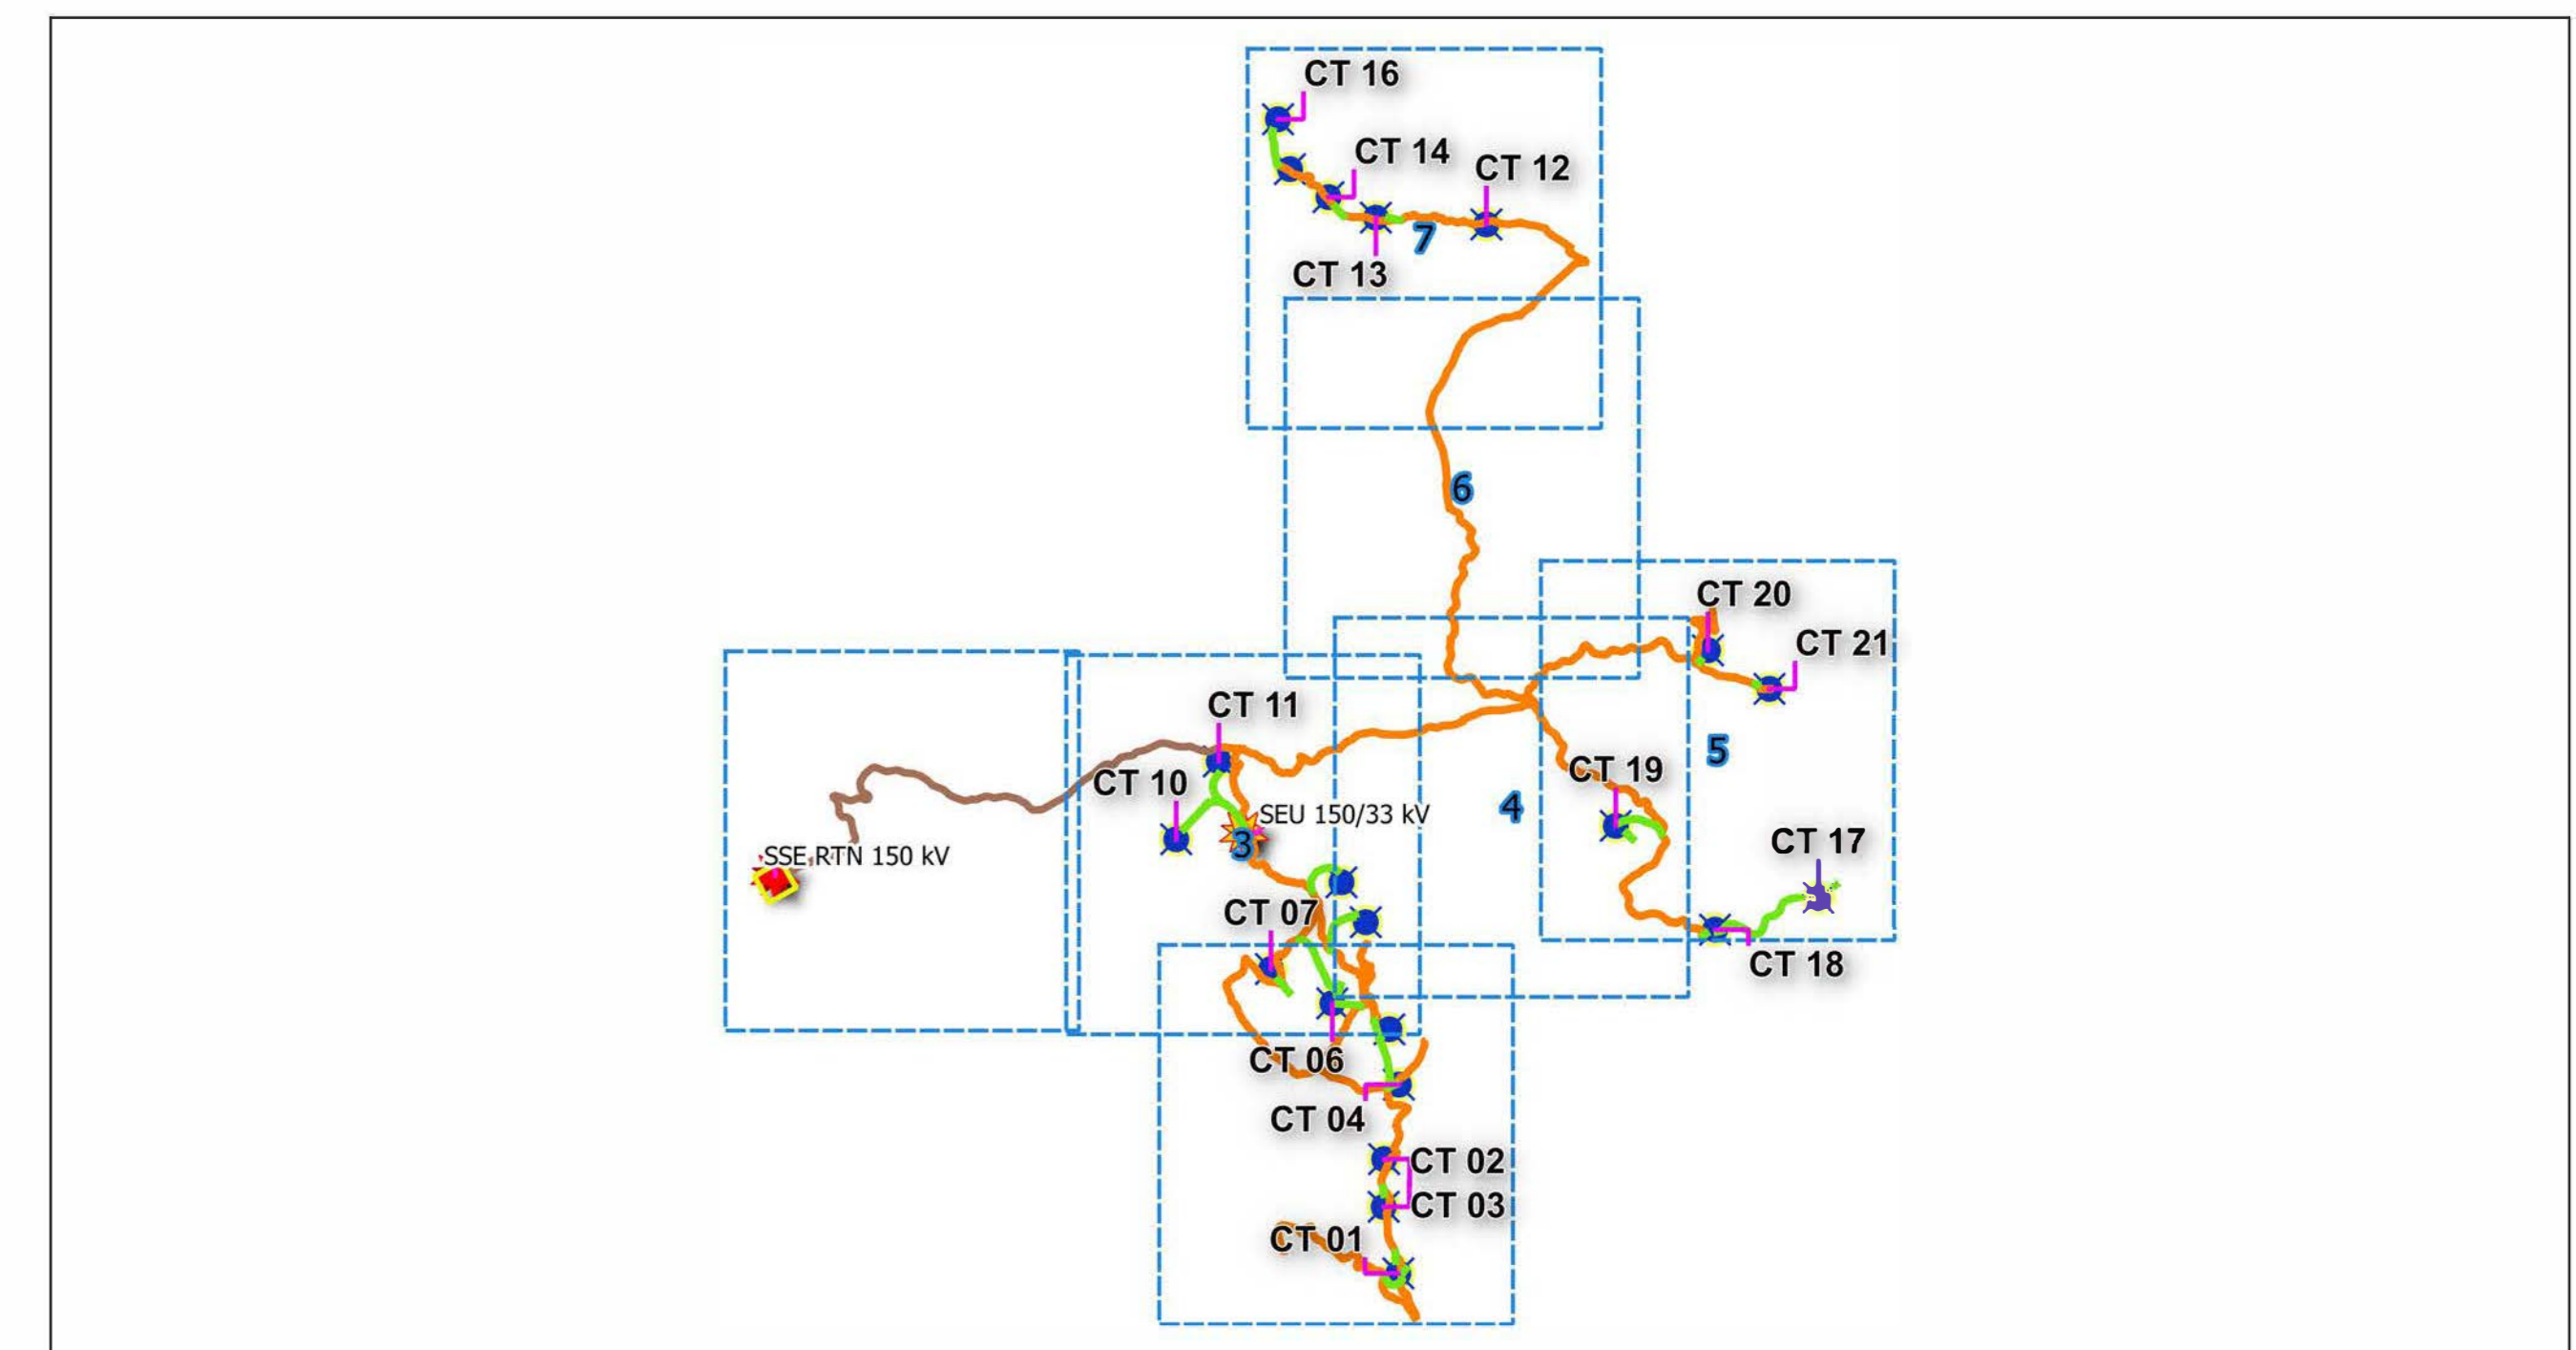 CT 16
CT 14
CT 12
7
CT 13
6
CT 20
CT 21
CT 11
5
CT 19
CT 10
4
SEU 150/33 kV
3
CT 17
SSE RTN 150 kV
CT 07
CT 18
CT 06
CT 04
CT 02
CT 03
CT 01